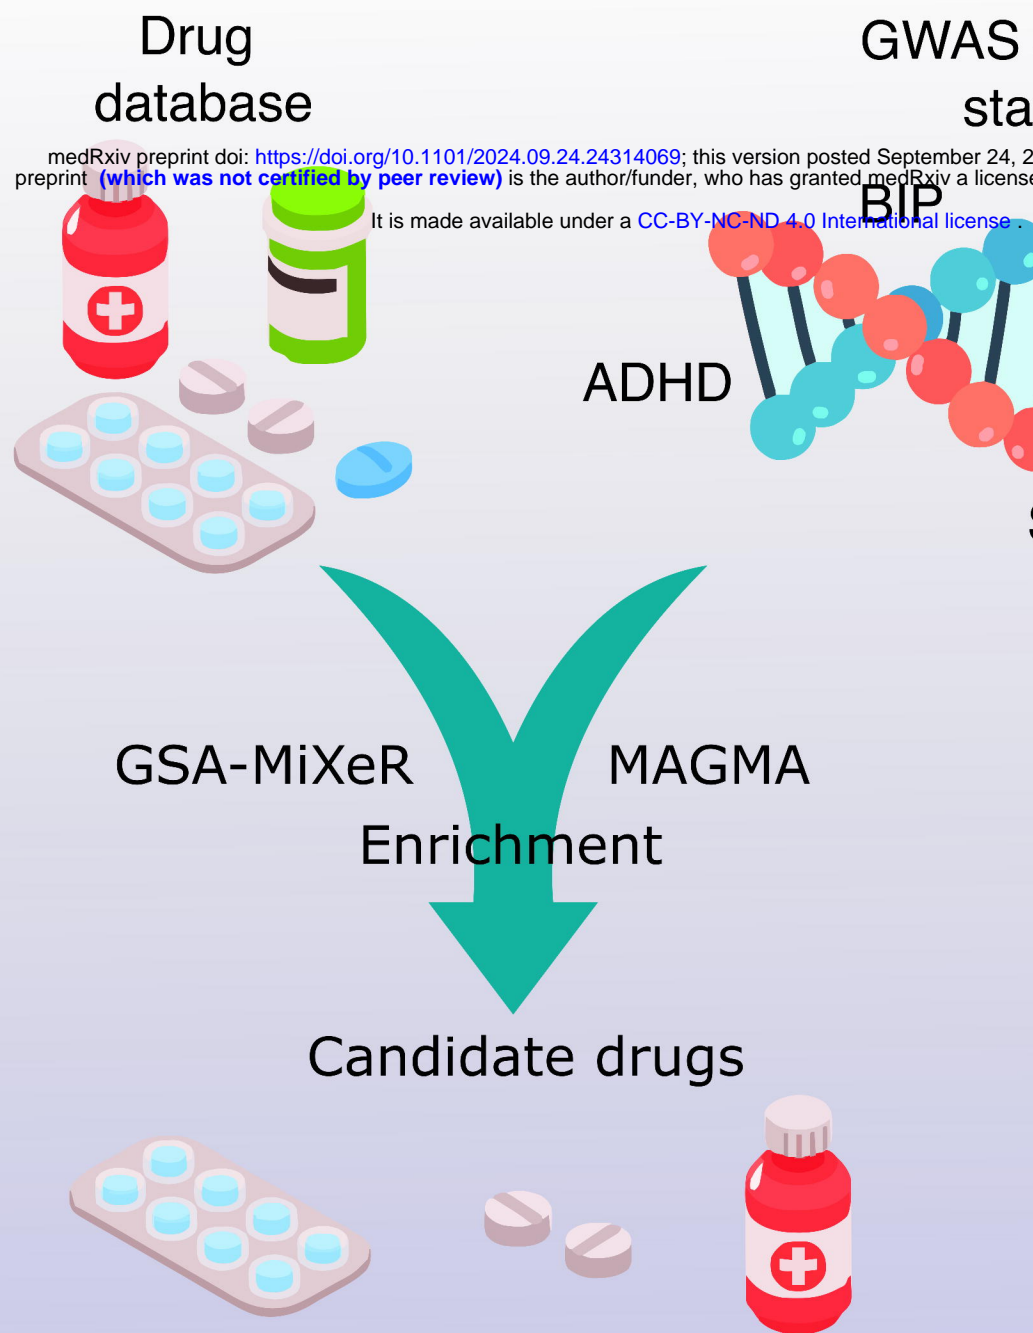 Drug
database
GWAS
sta
medRxiv preprint doi: https://doi.org/10.1101/2024.09.24.24314069; this version posted September 24, 2
preprint (which was not certified by peer review) is the author/funder, who has granted medRxiv a license
BIP
It is made available under a CC-BY-NC-ND 4.0 International license .
ADHD
GSA-MiXeR
MAGMA
Enrichment
Candidate drugs